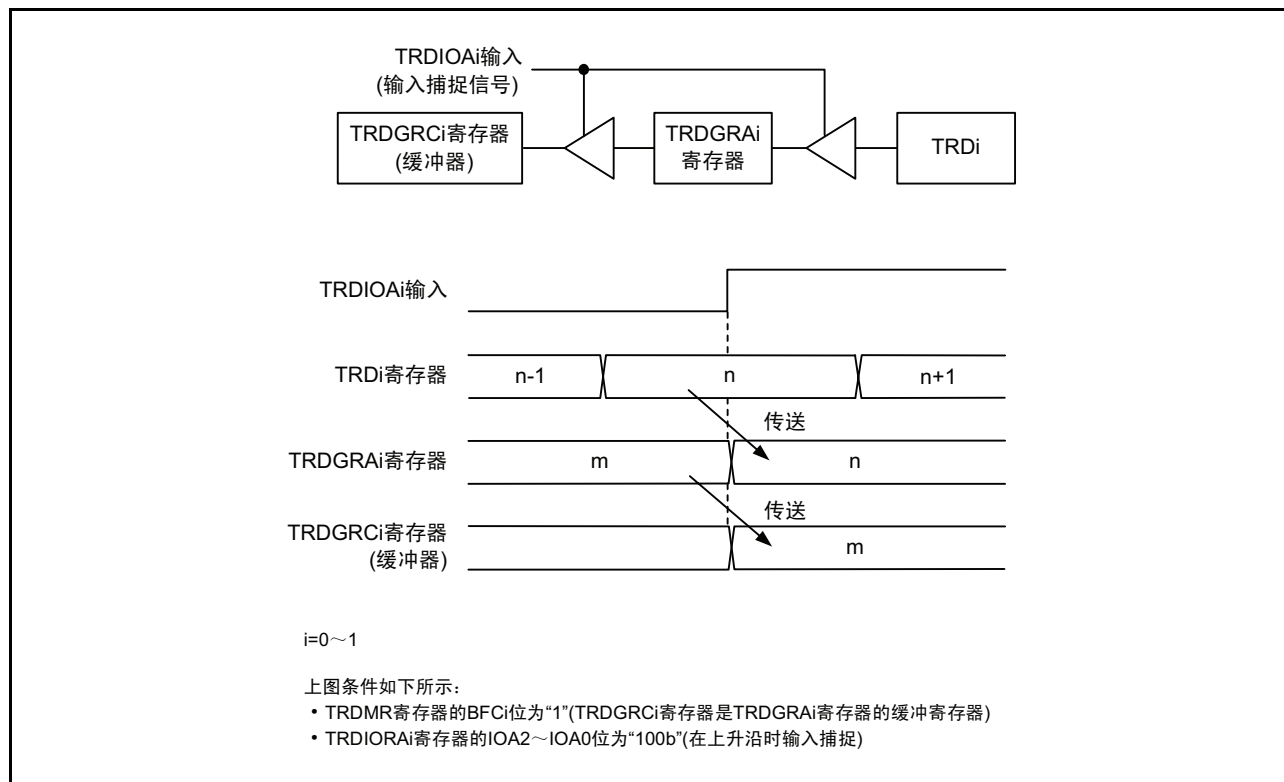 TRDIOAi输入
(输入捕捉信号)
TRDGRCi寄存器
(缓冲器)
TRDGRAi
寄存器
TRDi
TRDIOAi输入
TRDi寄存器
n-1
n
n+1
传送
TRDGRAi寄存器
m
n
传送
TRDGRCi寄存器
(缓冲器)
m
i=0～1
上图条件如下所示：
• TRDMR寄存器的BFCi位为“1”(TRDGRCi寄存器是TRDGRAi寄存器的缓冲寄存器)
• TRDIORAi寄存器的IOA2～IOA0位为“100b”(在上升沿时输入捕捉)